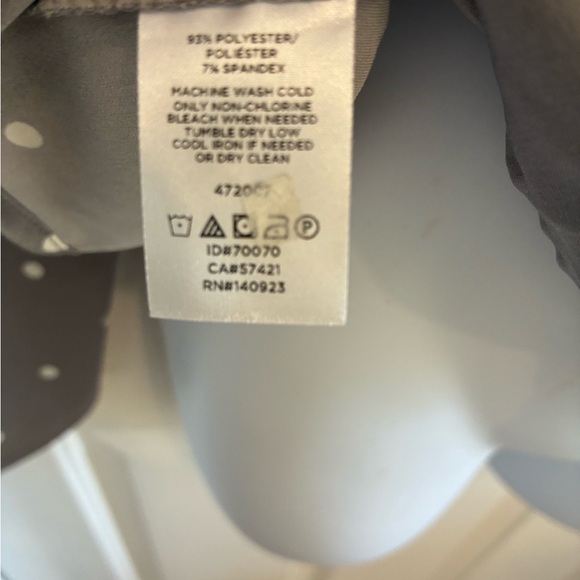 93% POLYESTER/
POLIÉSTER
7% SPANDEX
MACHINE WASH COLD
ONLY NON-CHLORINE
BLEACH WHEN NEEDED
TUMBLE DRY LOW
COOL IRON IF NEEDED
OR DRY CLEAN
P
ID#70070
CA#57421
RN#140923